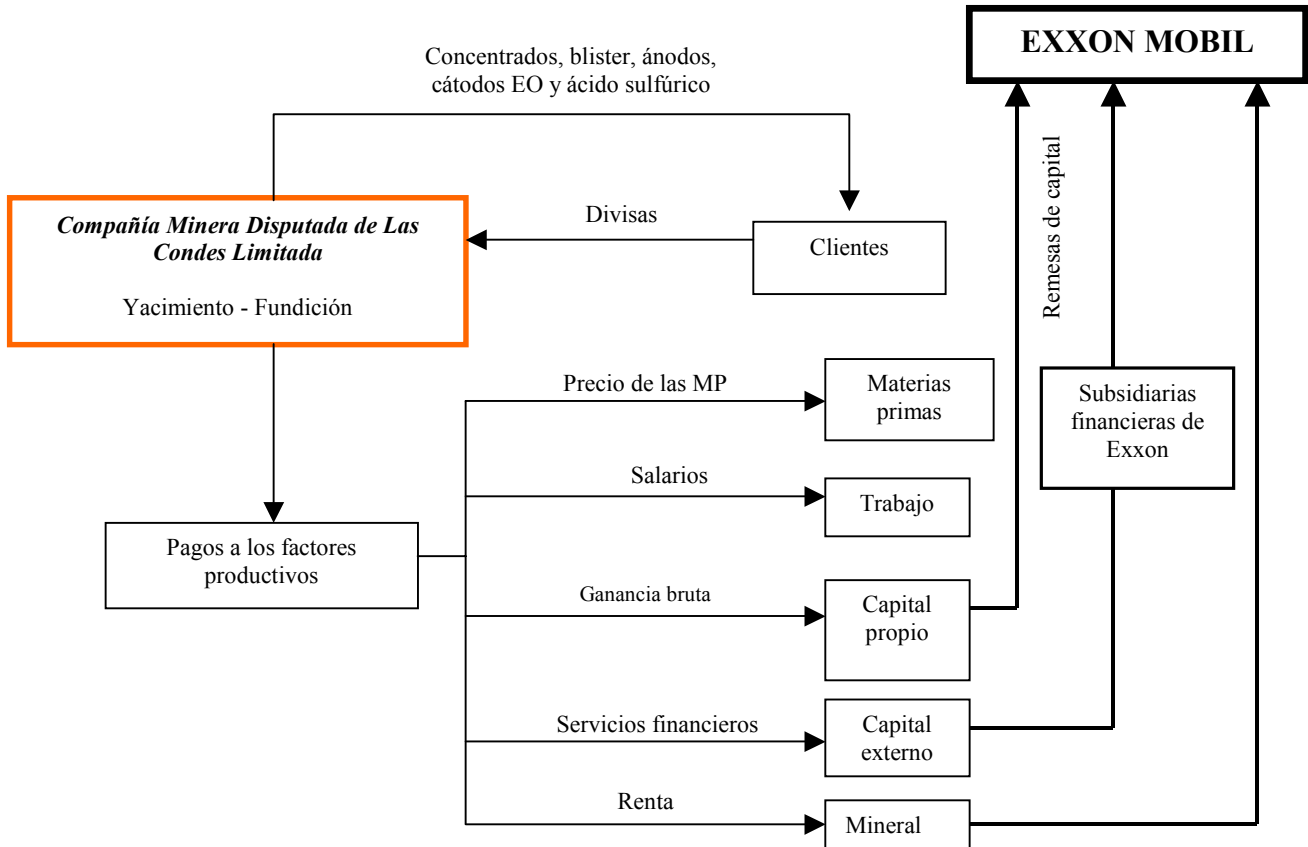 EXXON MOBIL
Concentrados, blister, ánodos,
cátodos EO y ácido sulfúrico
Remesas de capital
Compañía Minera Disputada de Las
Condes Limitada
Yacimiento - Fundición
Divisas
Clientes
Precio de las MP
Materias
primas
Subsidiarias
financieras de
Exxon
Salarios
Trabajo
Pagos a los factores
productivos
Ganancia bruta
Capital
propio
Servicios financieros
Capital
externo
Renta
Mineral